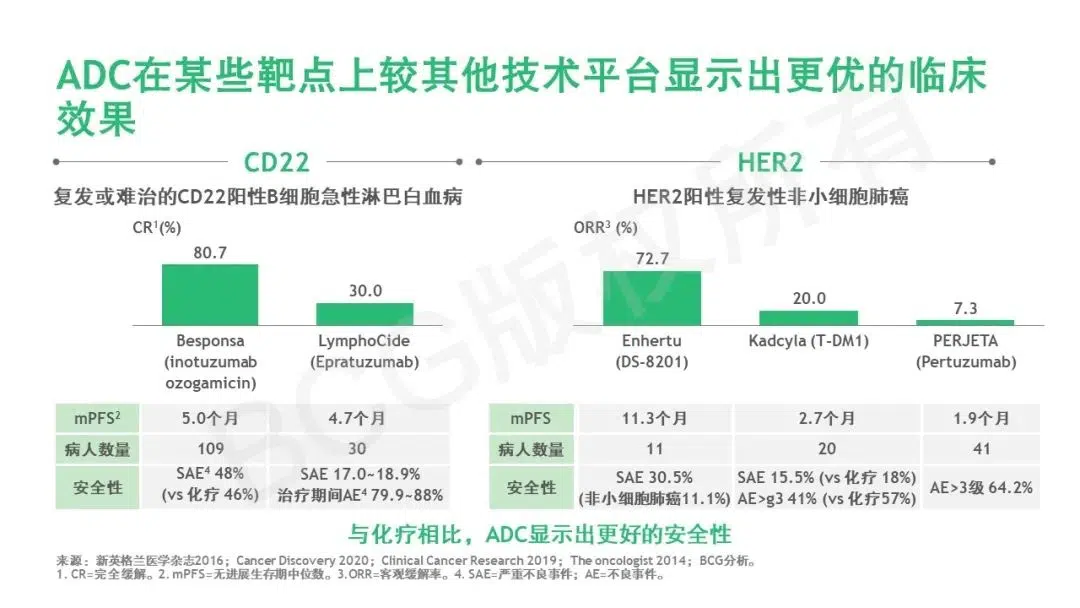 ADC在某些靶点上较其他技术平台显示出更优的临床
效果
CD22
复发或难治的CD22阳性B细胞急性淋巴白血病
CR¹(%)
80.7
30.0
Besponsa
(inotuzumab
ozogamicin)
LymphoCide
(Epratuzumab)
mPFS² 5.0个月 4.7个月
病人数量 109 30
安全性
SAE⁴ 48%
(vs 化疗 46%)
SAE 17.0~18.9%
治疗期间AE⁴ 79.9~88%
HER2
HER2阳性复发性非小细胞肺癌
ORR³ (%)
72.7
20.0
7.3
Enhertu
(DS-8201)
Kadcyla (T-DM1)
PERJETA
(Pertuzumab)
mPFS 11.3个月 2.7个月 1.9个月
病人数量 11 20 41
安全性
SAE 30.5%
(非小细胞肺癌11.1%)
SAE 15.5% (vs 化疗 18%)
AE>g3 41% (vs 化疗57%)
AE>3级 64.2%
与化疗相比，ADC显示出更好的安全性
来源：新英格兰医学杂志2016；Cancer Discovery 2020；Clinical Cancer Research 2019；The oncologist 2014；BCG分析。
1. CR=完全缓解。2. mPFS=无进展生存期中位数。3.ORR=客观缓解率。4. SAE=严重不良事件；AE=不良事件。
BCG版权所有